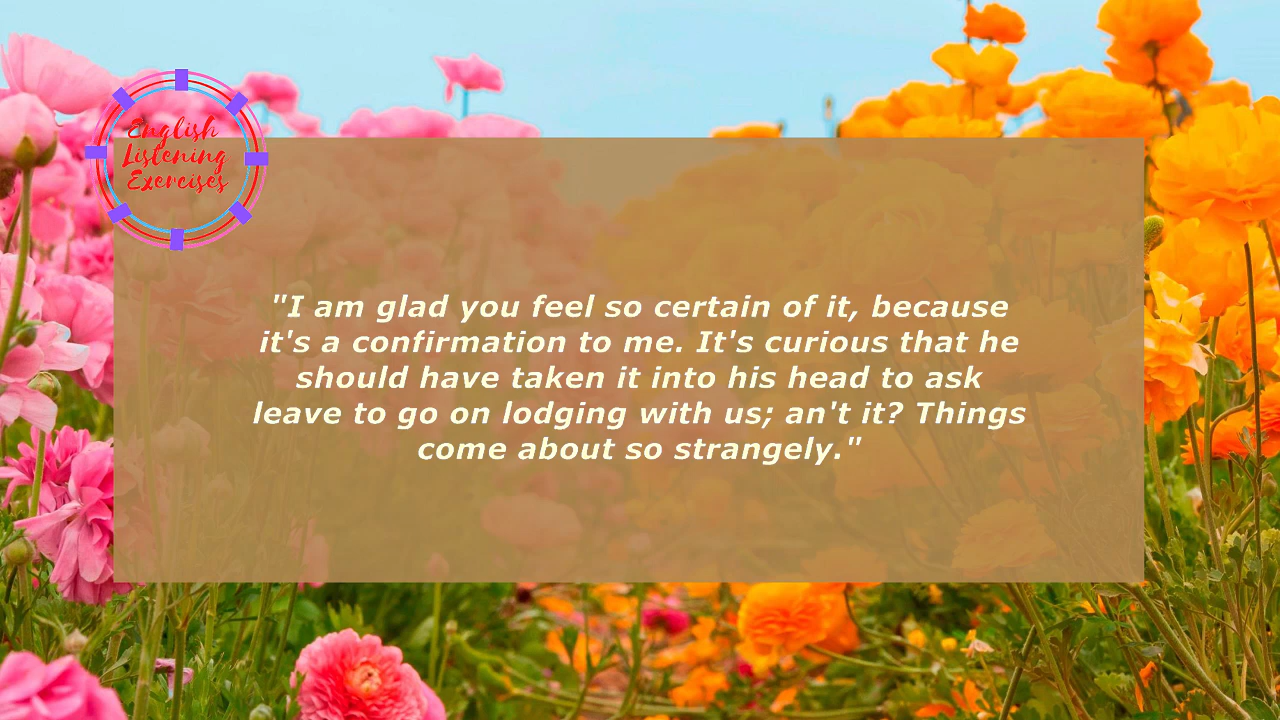 English
Listening
Exercises
"I am glad you feel so certain of it, because
it's a confirmation to me. It's curious that he
should have taken it into his head to ask
leave to go on lodging with us; an't it? Things
come about so strangely."